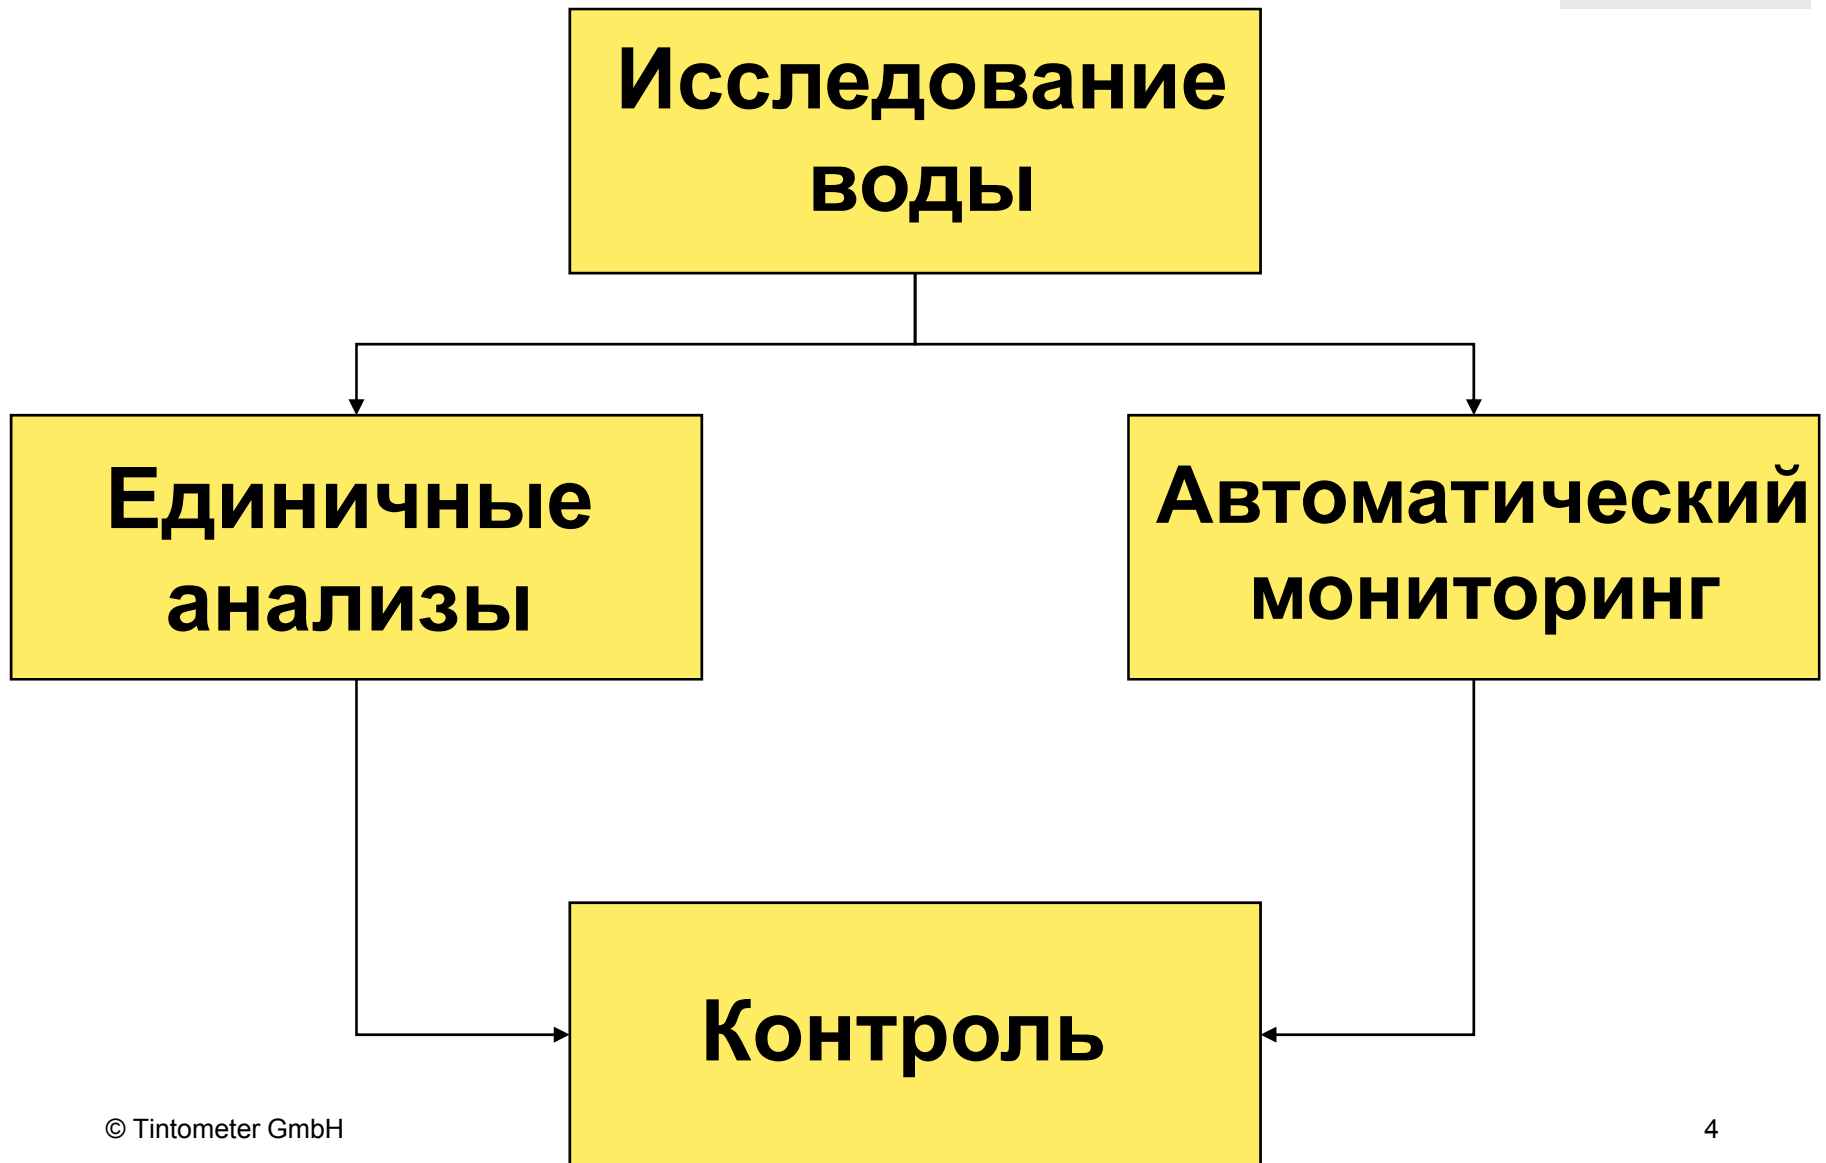 Исследование
воды
Единичные
анализы
Автоматический
мониторинг
Контроль
© Tintometer GmbH
4